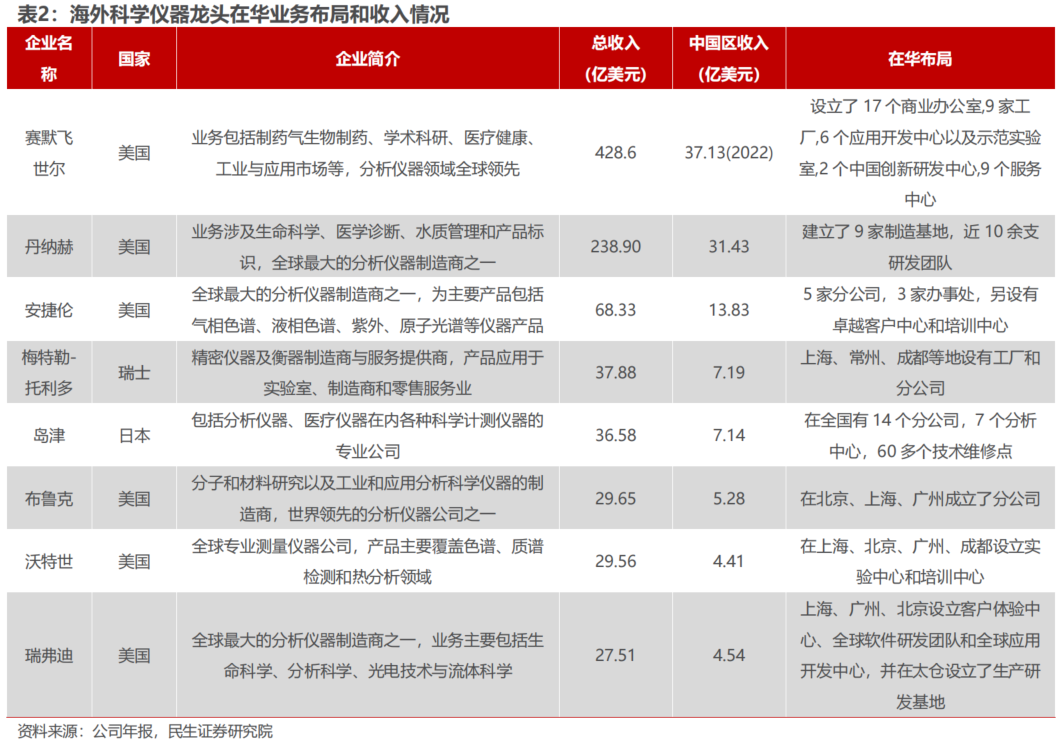 表2：海外科学仪器龙头在华业务布局和收入情况
企业名
称
国家
企业简介
总收入
(亿美元)
中国区收入
(亿美元)
在华布局
赛默飞
世尔
美国
业务包括制药气生物制药、学术科研、医疗健康、
工业与应用市场等，分析仪器领域全球领先
428.6
37.13(2022)
设立了 17 个商业办公室,9 家工
厂,6 个应用开发中心以及示范实验
室,2 个中国创新研发中心,9 个服务
中心
丹纳赫
美国
业务涉及生命科学、医学诊断、水质管理和产品标
识，全球最大的分析仪器制造商之一
238.90
31.43
建立了 9 家制造基地，近 10 余支
研发团队
安捷伦
美国
全球最大的分析仪器制造商之一，为主要产品包括
气相色谱、液相色谱、紫外、原子光谱等仪器产品
68.33
13.83
5 家分公司，3 家办事处，另设有
卓越客户中心和培训中心
梅特勒-
托利多
瑞士
精密仪器及衡器制造商与服务提供商，产品应用于
实验室、制造商和零售服务业
37.88
7.19
上海、常州、成都等地设有工厂和
分公司
岛津
日本
包括分析仪器、医疗仪器在内各种科学计测仪器的
专业公司
36.58
7.14
在全国有 14 个分公司，7 个分析
中心，60 多个技术维修点
布鲁克
美国
分子和材料研究以及工业和应用分析科学仪器的制
造商，世界领先的分析仪器公司之一
29.65
5.28
在北京、上海、广州成立了分公司
沃特世
美国
全球专业测量仪器公司，产品主要覆盖色谱、质谱
检测和热分析领域
29.56
4.41
在上海、北京、广州、成都设立实
验中心和培训中心
瑞弗迪
美国
全球最大的分析仪器制造商之一，业务主要包括生
命科学、分析科学、光电技术与流体科学
27.51
4.54
上海、广州、北京设立客户体验中
心、全球软件研发团队和全球应用
开发中心，并在太仓设立了生产研
发基地
资料来源：公司年报，民生证券研究院